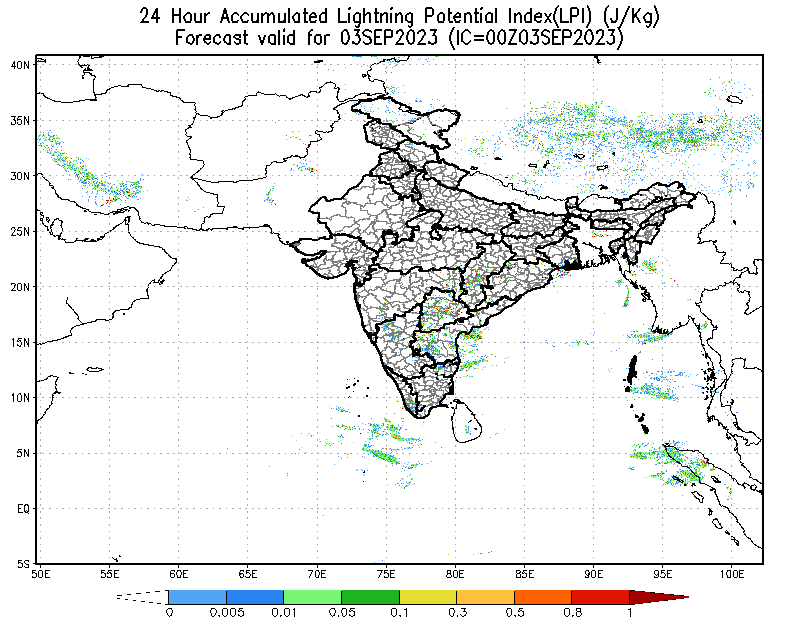 24 Hour Accumulated Lightning Potential Index(LPI) (J/Kg)
Forecast valid for 03SEP2023 (IC=00Z03SEP2023)
40N
35N
30N
25N
20N
15N
10N
5N
EQ
5S
50E 55E 60E 65E 70E 75E 80E 85E 90E 95E 100E
0 0.005 0.01 0.05 0.1 0.3 0.5 0.8 1